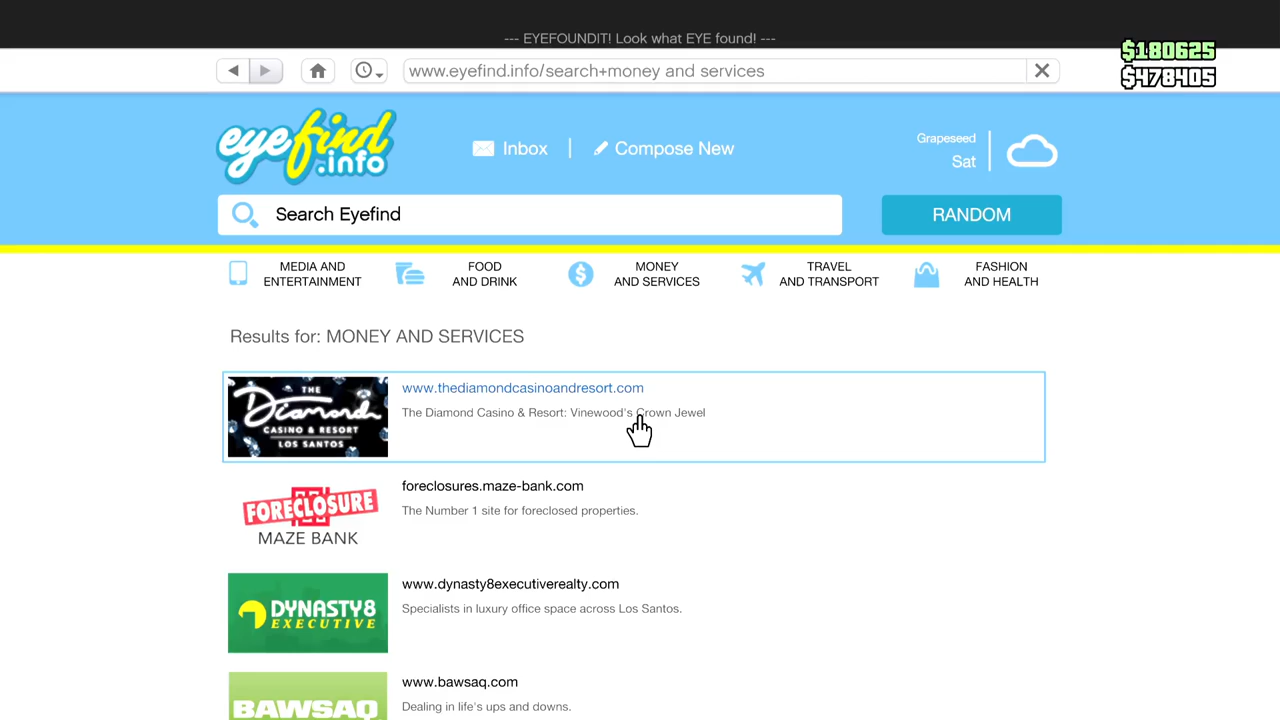 --- EYEFOUNDIT! Look what EYE found! ---
$180625
$478405
www.eyefind.info/search+money and services
eyefind
.info
Inbox
Compose New
Grapeseed
Sat
Search Eyefind
RANDOM
MEDIA AND
ENTERTAINMENT
FOOD
AND DRINK
MONEY
AND SERVICES
TRAVEL
AND TRANSPORT
FASHION
AND HEALTH
Results for: MONEY AND SERVICES
THE
Diamond
CASINO & RESORT
LOS SANTOS
www.thediamondcasinoandresort.com
The Diamond Casino & Resort: Vinewood's Crown Jewel
FORECLOSURE
MAZE BANK
foreclosures.maze-bank.com
The Number 1 site for foreclosed properties.
DYNASTY8
EXECUTIVE
www.dynasty8executiverealty.com
Specialists in luxury office space across Los Santos.
BAWSAQ
www.bawsaq.com
Dealing in life's ups and downs.